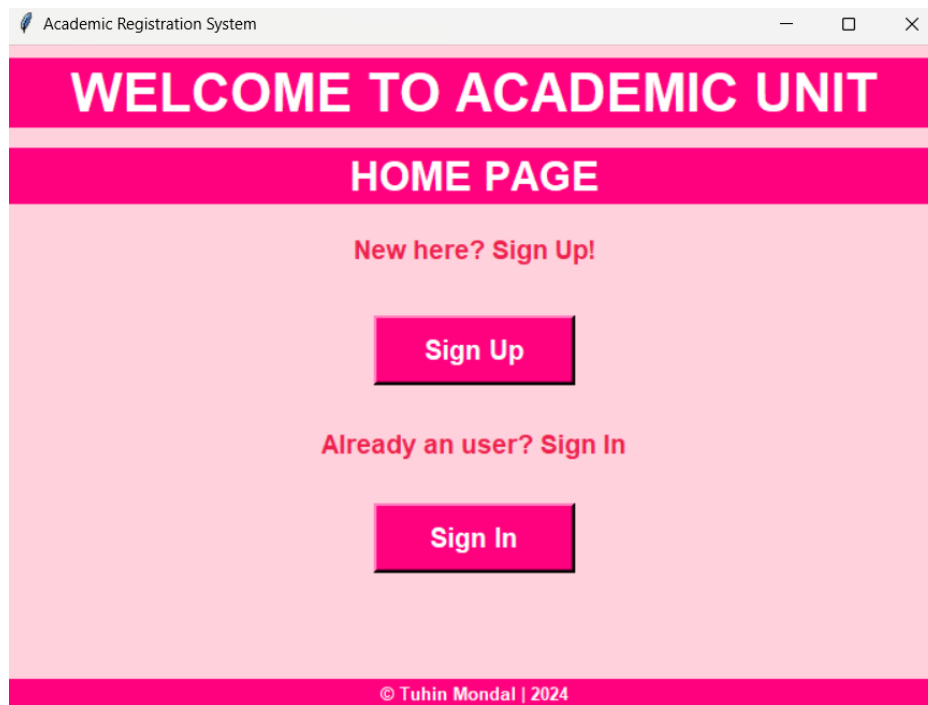 Academic Registration System
WELCOME TO ACADEMIC UNIT
HOME PAGE
New here? Sign Up!
Sign Up
Already an user? Sign In
Sign In
© Tuhin Mondal | 2024